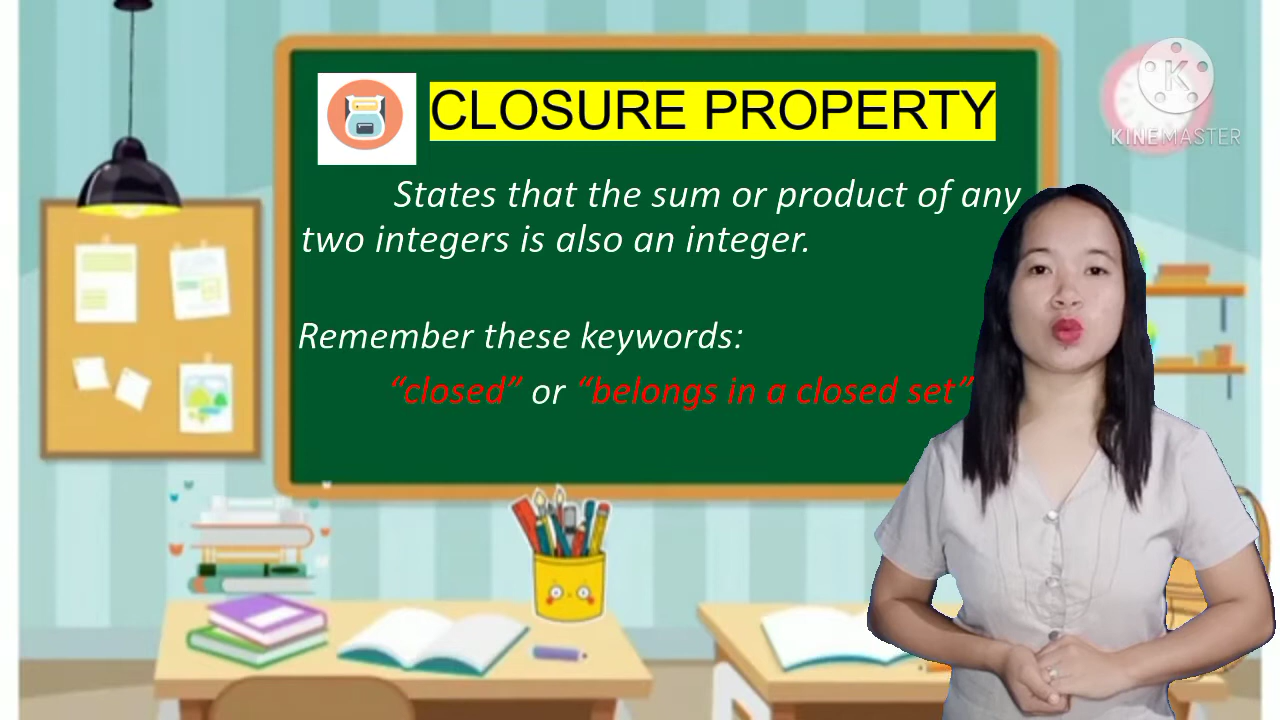 CLOSURE PROPERTY
K
KINEMASTER
States that the sum or product of any
two integers is also an integer.
Remember these keywords:
“closed” or “belongs in a closed set”